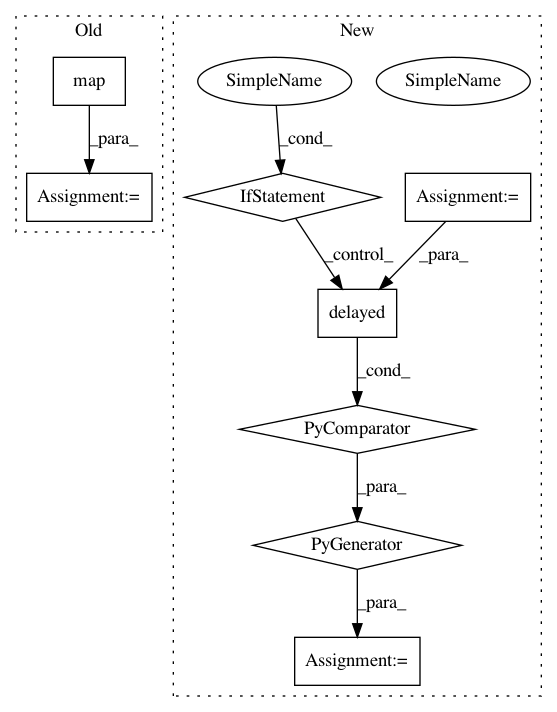 Old
New
map
SimpleName
SimpleName
_para_
_cond_
Assignment:=
IfStatement
Assignment:=
_control_
_para_
delayed
_cond_
PyComparator
_para_
PyGenerator
_para_
Assignment:=